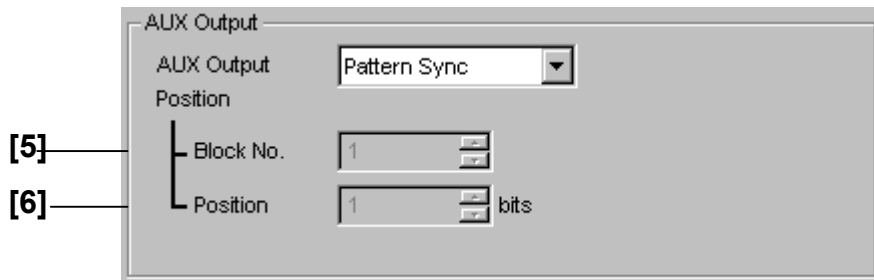 AUX Output
AUX Output Pattern Sync
Position
[5] Block No. 1
[6] Position 1 bits